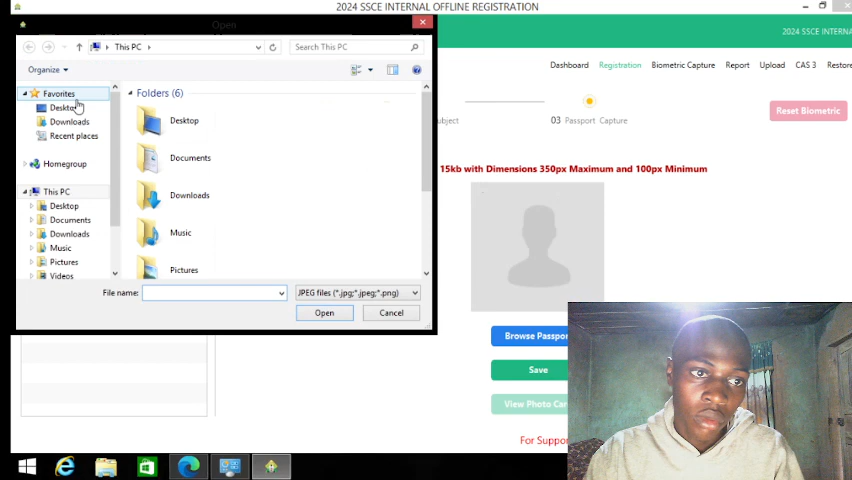 2024 SSCE INTERNAL OFFLINE REGISTRATION
Open
2024 SSCE INTERNA
This PC
Search This PC
Organize
Dashboard Registration Biometric Capture Report Upload CAS 3 Restore
Favorites
Desktop
Downloads
Recent places
Homegroup
This PC
Desktop
Documents
Downloads
Music
Pictures
Videos
Folders (6)
Desktop
Documents
Downloads
Music
Pictures
File name:
JPEG files (*.jpg;*.jpeg;*.png)
Open
Cancel
ubject
03 Passport Capture
Reset Biometric
15kb with Dimensions 350px Maximum and 100px Minimum
Browse Passpor
Save
View Photo Car
For Suppor